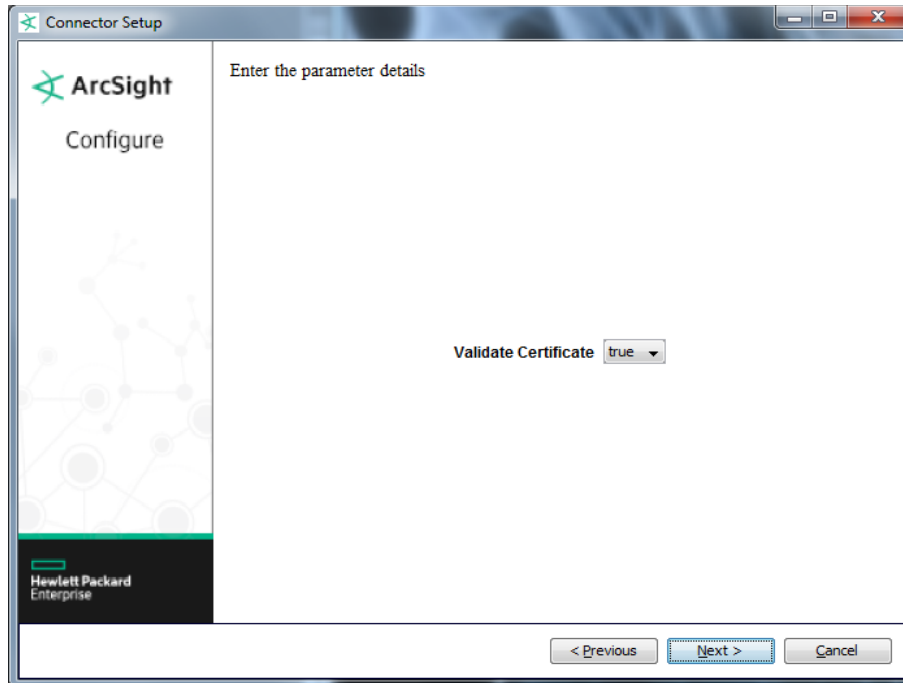 Connector Setup
ArcSight
Configure
Enter the parameter details
Validate Certificate true
Hewlett Packard
Enterprise
< Previous Next > Cancel